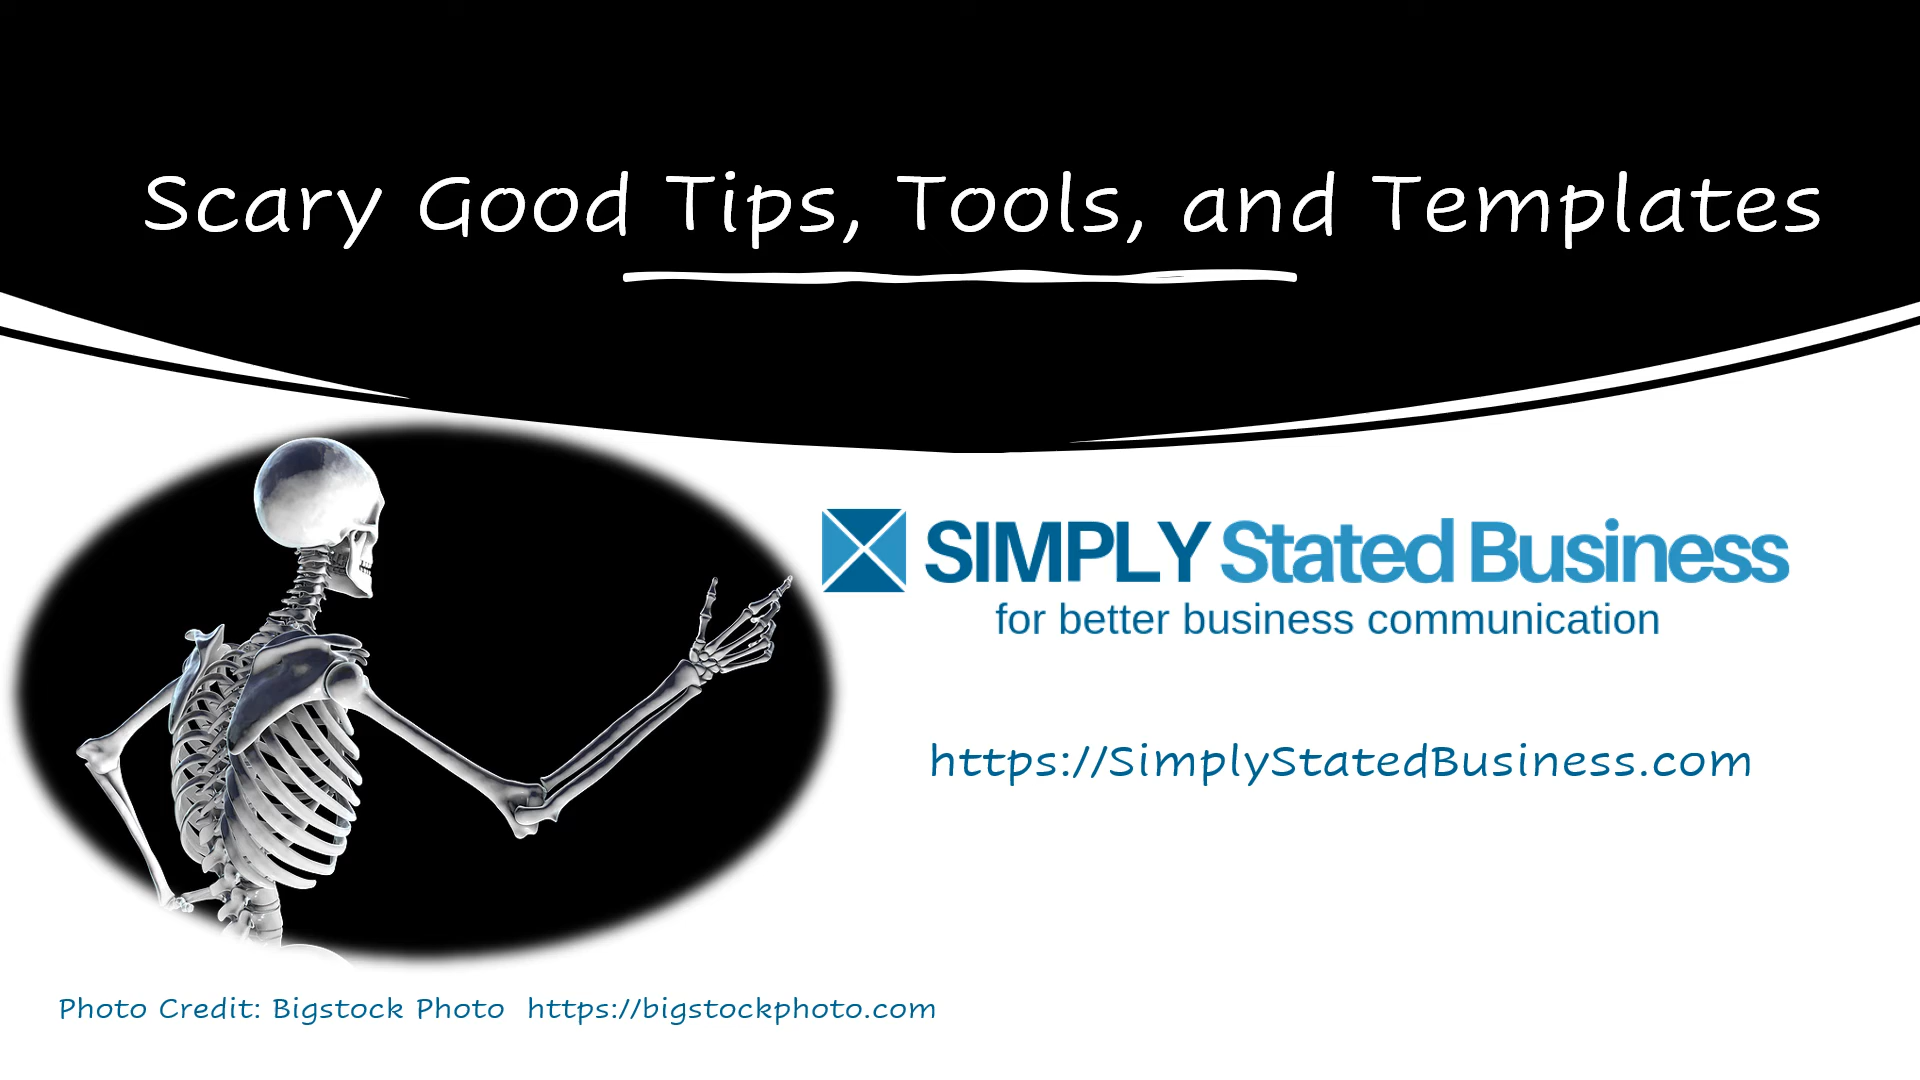 Scary Good Tips, Tools, and Templates
SIMPLY Stated Business
for better business communication
https://SimplyStatedBusiness.com
Photo Credit: Bigstock Photo  https://bigstockphoto.com